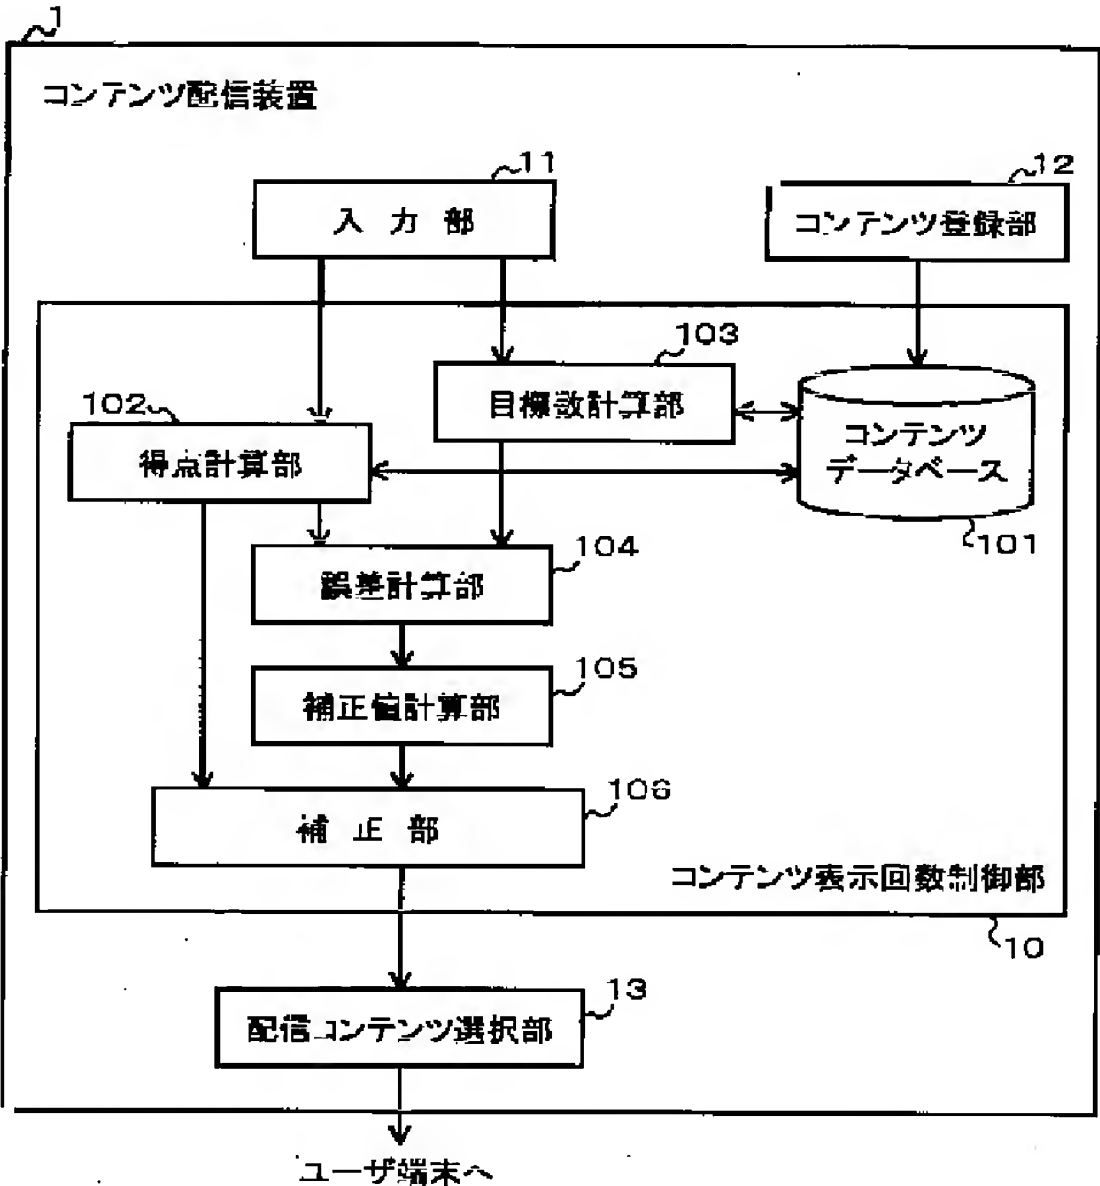 1
コンテンツ配信装置
11
入力部
12
コンテンツ登録部
103
目標数計算部
102
得点計算部
コンテンツ
データベース
101
104
誤差計算部
105
補正値計算部
106
補正部
コンテンツ表示回数制御部
10
13
配信コンテンツ選択部
ユーザ端末へ